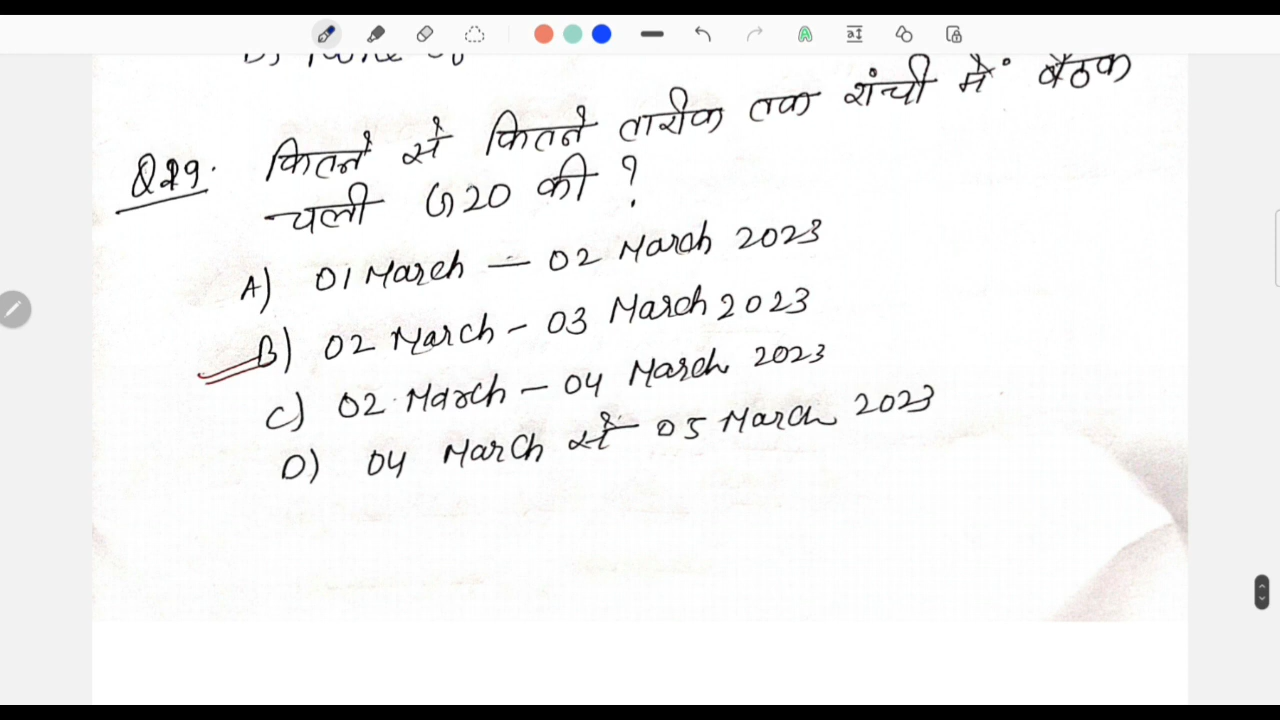 Q29. कितने से कितने तारीक तक रांची में बैठक
चली G20 की ?
A) 01 March — 02 March 2023
B) 02 March - 03 March 2023
C) 02 March - 04 March 2023
D) 04 March से 05 March 2023